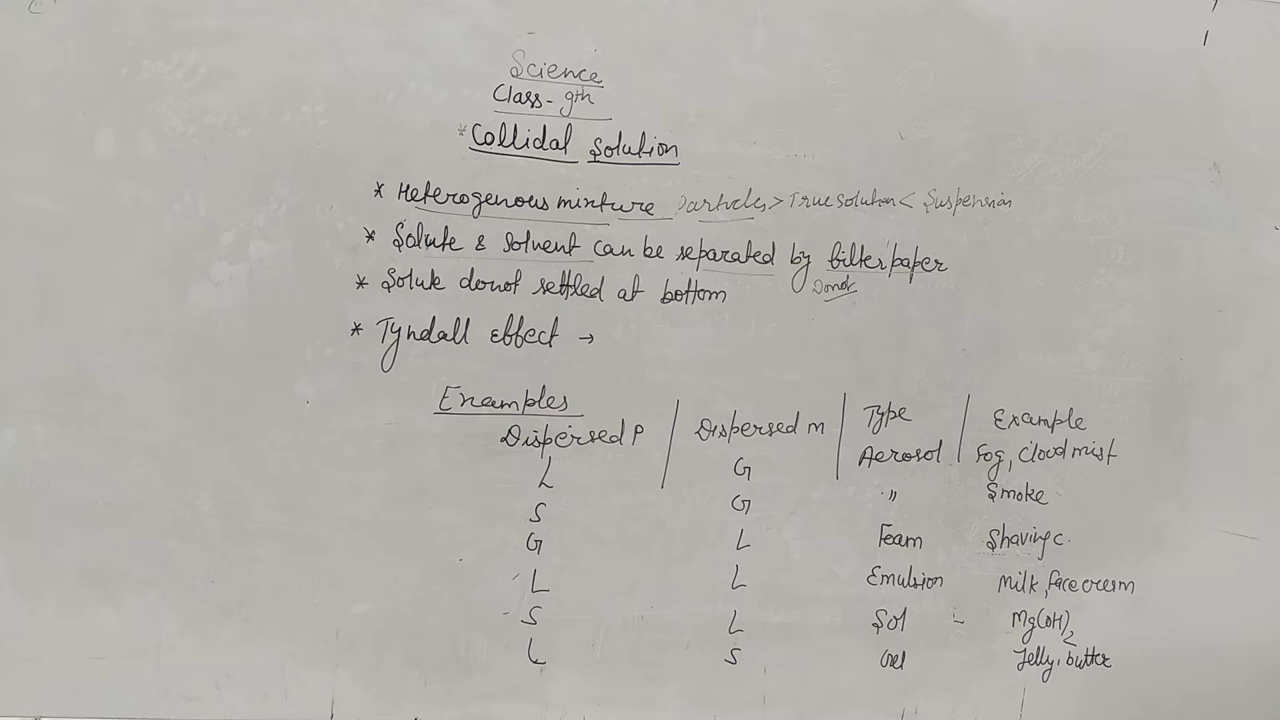 Science
Class - 9th
* Collidal Solution
* Heterogenous mixture Particles > True solution < Suspension
* Solute & Solvent can be separated by filter paper
Donot
* Solute donot settled at bottom
* Tyndall effect →
Examples
Dispersed P | Dispersed m | Type | Example
L G Aerosol Fog, Cloud mist
S G " Smoke
G L Foam Shaving c.
L L Emulsion Milk, Face cream
S L Sol - Mg(OH)2
L S Gel Jelly, butter